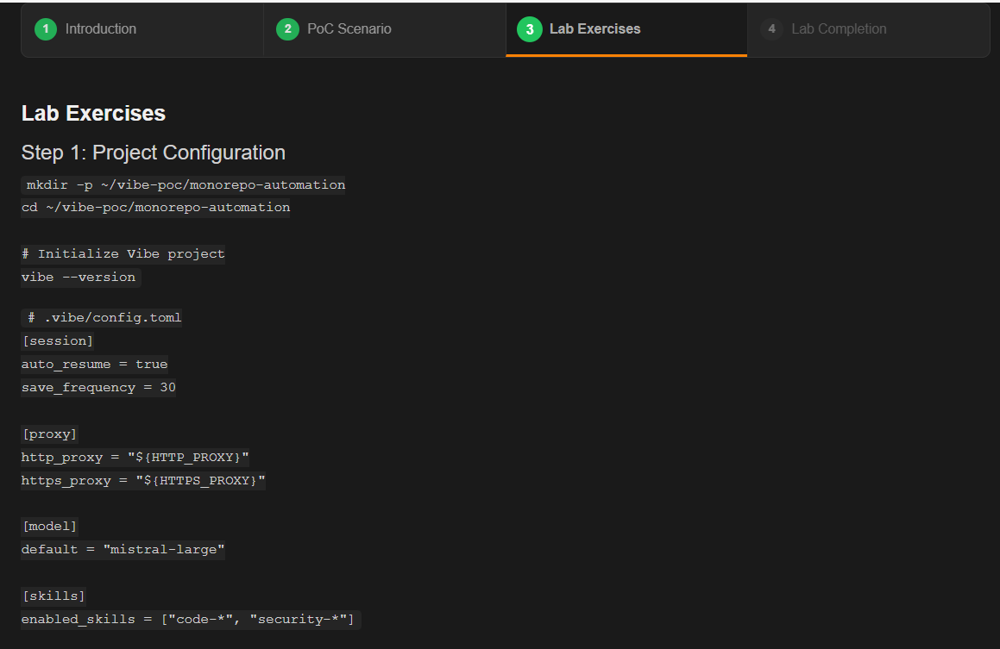 1 Introduction
2 PoC Scenario
3 Lab Exercises
4 Lab Completion
Lab Exercises
Step 1: Project Configuration
mkdir -p ~/vibe-poc/monorepo-automation
cd ~/vibe-poc/monorepo-automation
# Initialize Vibe project
vibe --version
# .vibe/config.toml
[session]
auto_resume = true
save_frequency = 30
[proxy]
http_proxy = "${HTTP_PROXY}"
https_proxy = "${HTTPS_PROXY}"
[model]
default = "mistral-large"
[skills]
enabled_skills = ["code-*", "security-*"]